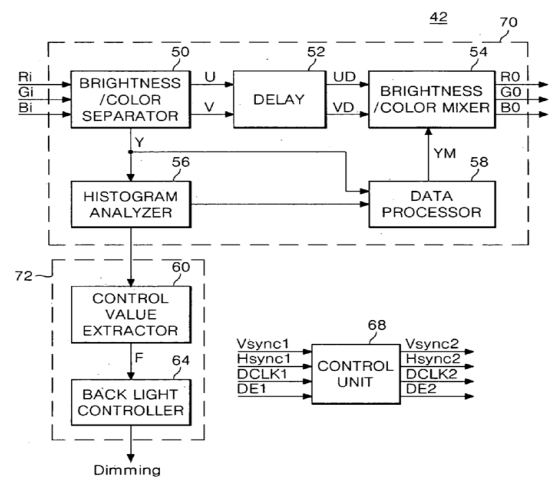 42
70
50
52
54
Ri
Gi
Bi
BRIGHTNESS
/COLOR
SEPARATOR
U
V
DELAY
UD
VD
BRIGHTNESS
/COLOR MIXER
R0
G0
B0
Y
YM
56
58
HISTOGRAM
ANALYZER
DATA
PROCESSOR
72
60
CONTROL
VALUE
EXTRACTOR
F
64
BACK LIGHT
CONTROLLER
Dimming
68
Vsync1
Hsync1
DCLK1
DE1
CONTROL
UNIT
Vsync2
Hsync2
DCLK2
DE2